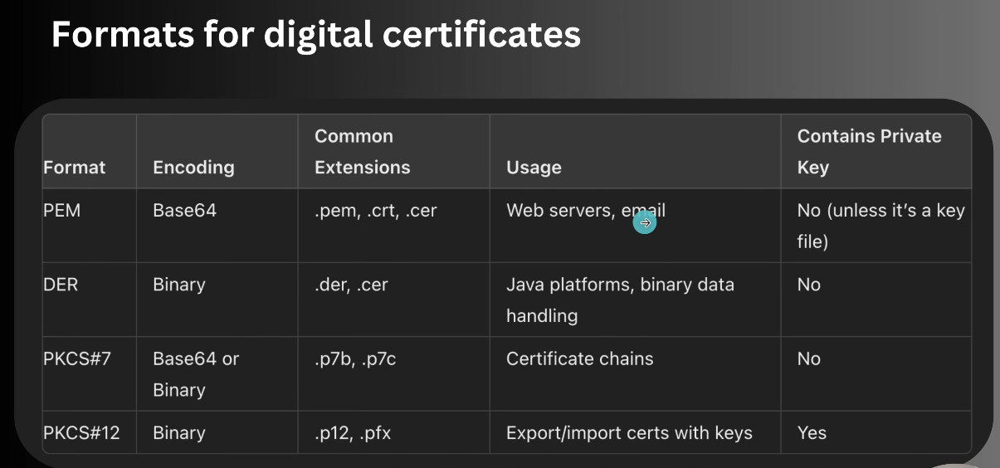 Formats for digital certificates
Format Encoding Common Extensions Usage Contains Private Key
PEM Base64 .pem, .crt, .cer Web servers, email No (unless it’s a key file)
DER Binary .der, .cer Java platforms, binary data handling No
PKCS#7 Base64 or Binary .p7b, .p7c Certificate chains No
PKCS#12 Binary .p12, .pfx Export/import certs with keys Yes